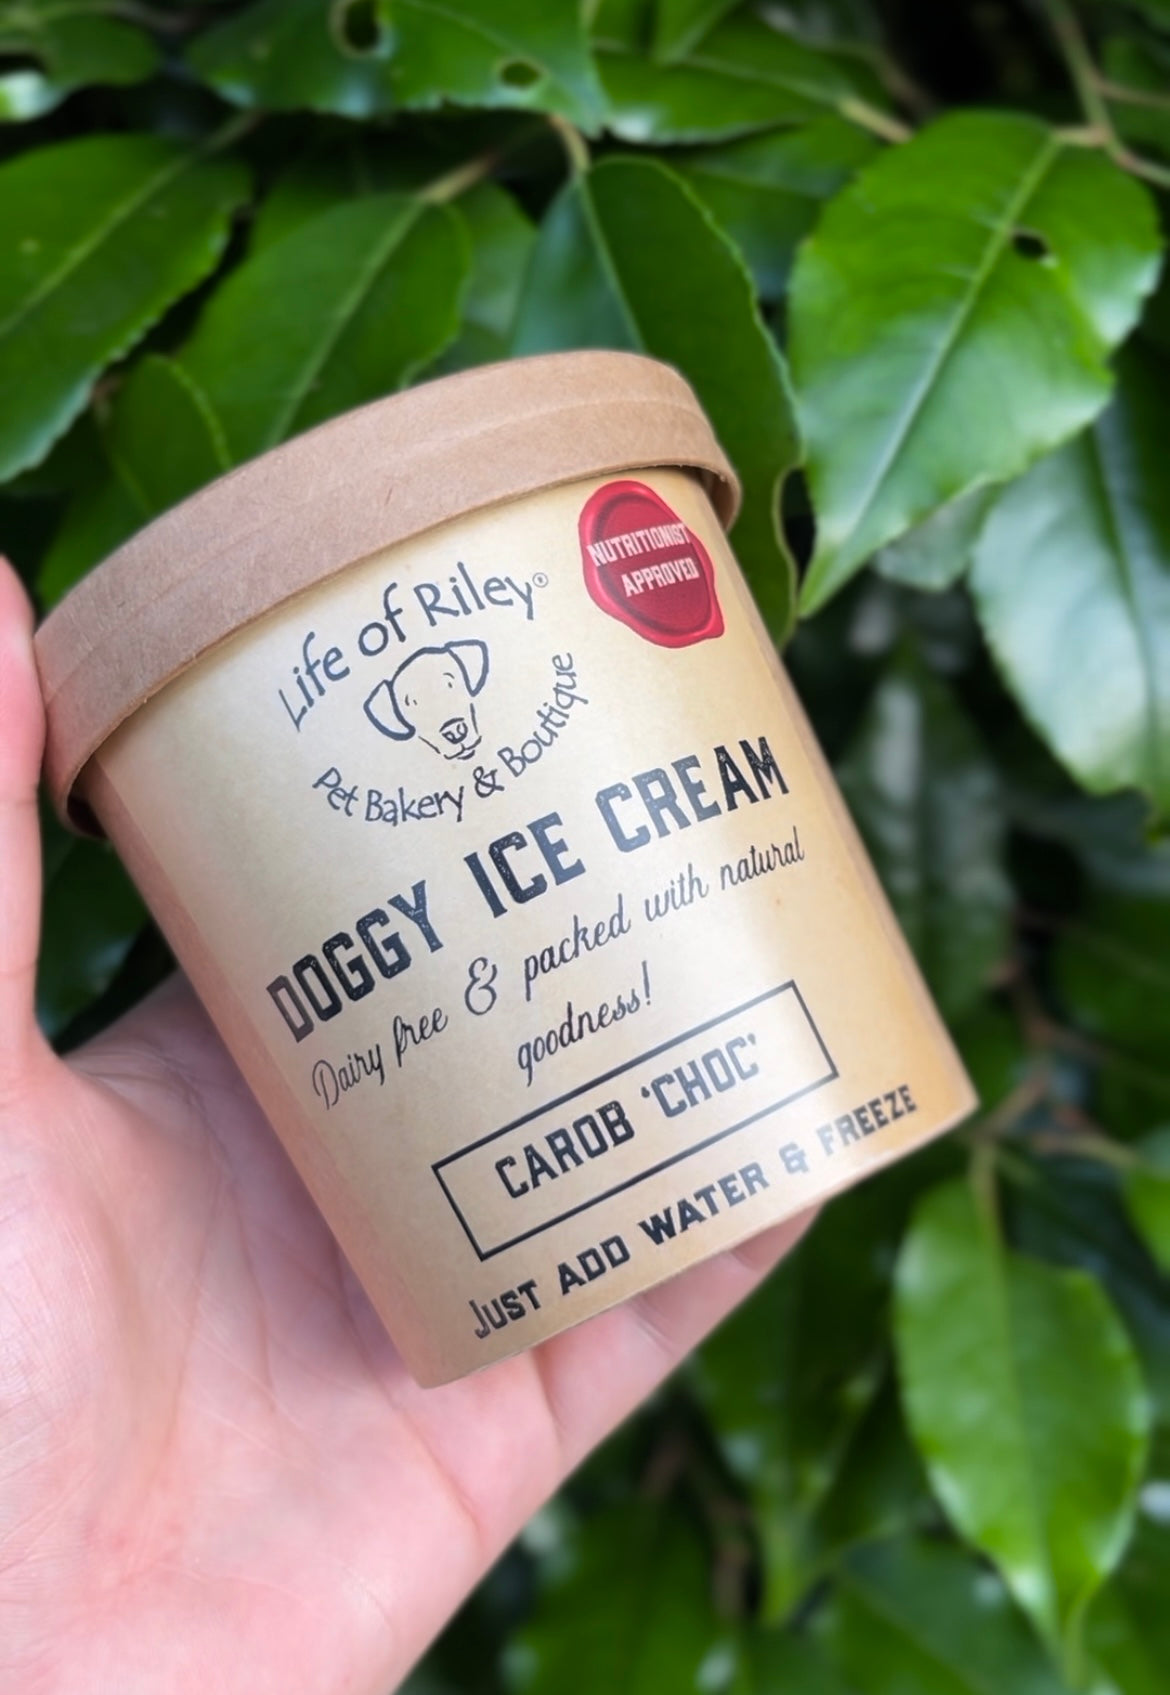 NUTRITIONIST
APPROVED
Life of Riley®
Pet Bakery & Boutique
DOGGY ICE CREAM
Dairy free & packed with natural
goodness!
CAROB 'CHOC'
JUST ADD WATER & FREEZE